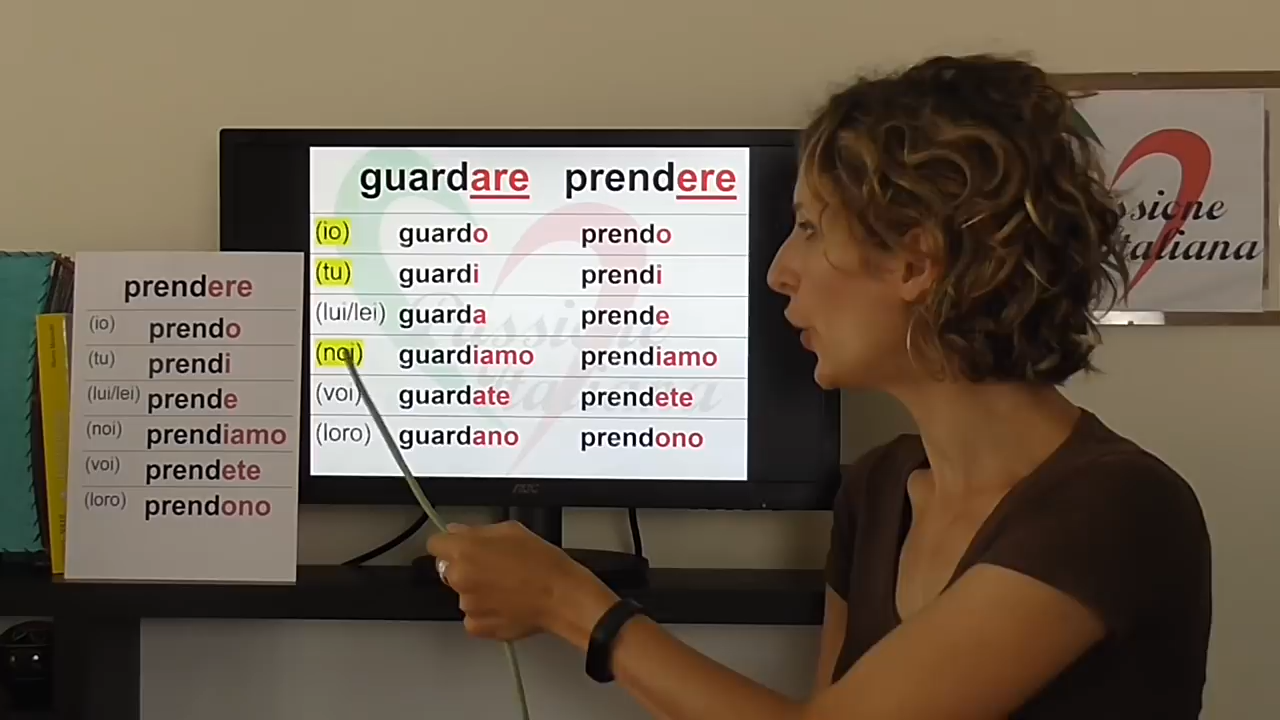 prendere
(io) prendo
(tu) prendi
(lui/lei) prende
(noi) prendiamo
(voi) prendete
(loro) prendono
guardare prendere
(io) guardo prendo
(tu) guardi prendi
(lui/lei) guarda prende
(noi) guardiamo prendiamo
(voi) guardate prendete
(loro) guardano prendono
Passione
Italiana
AOC